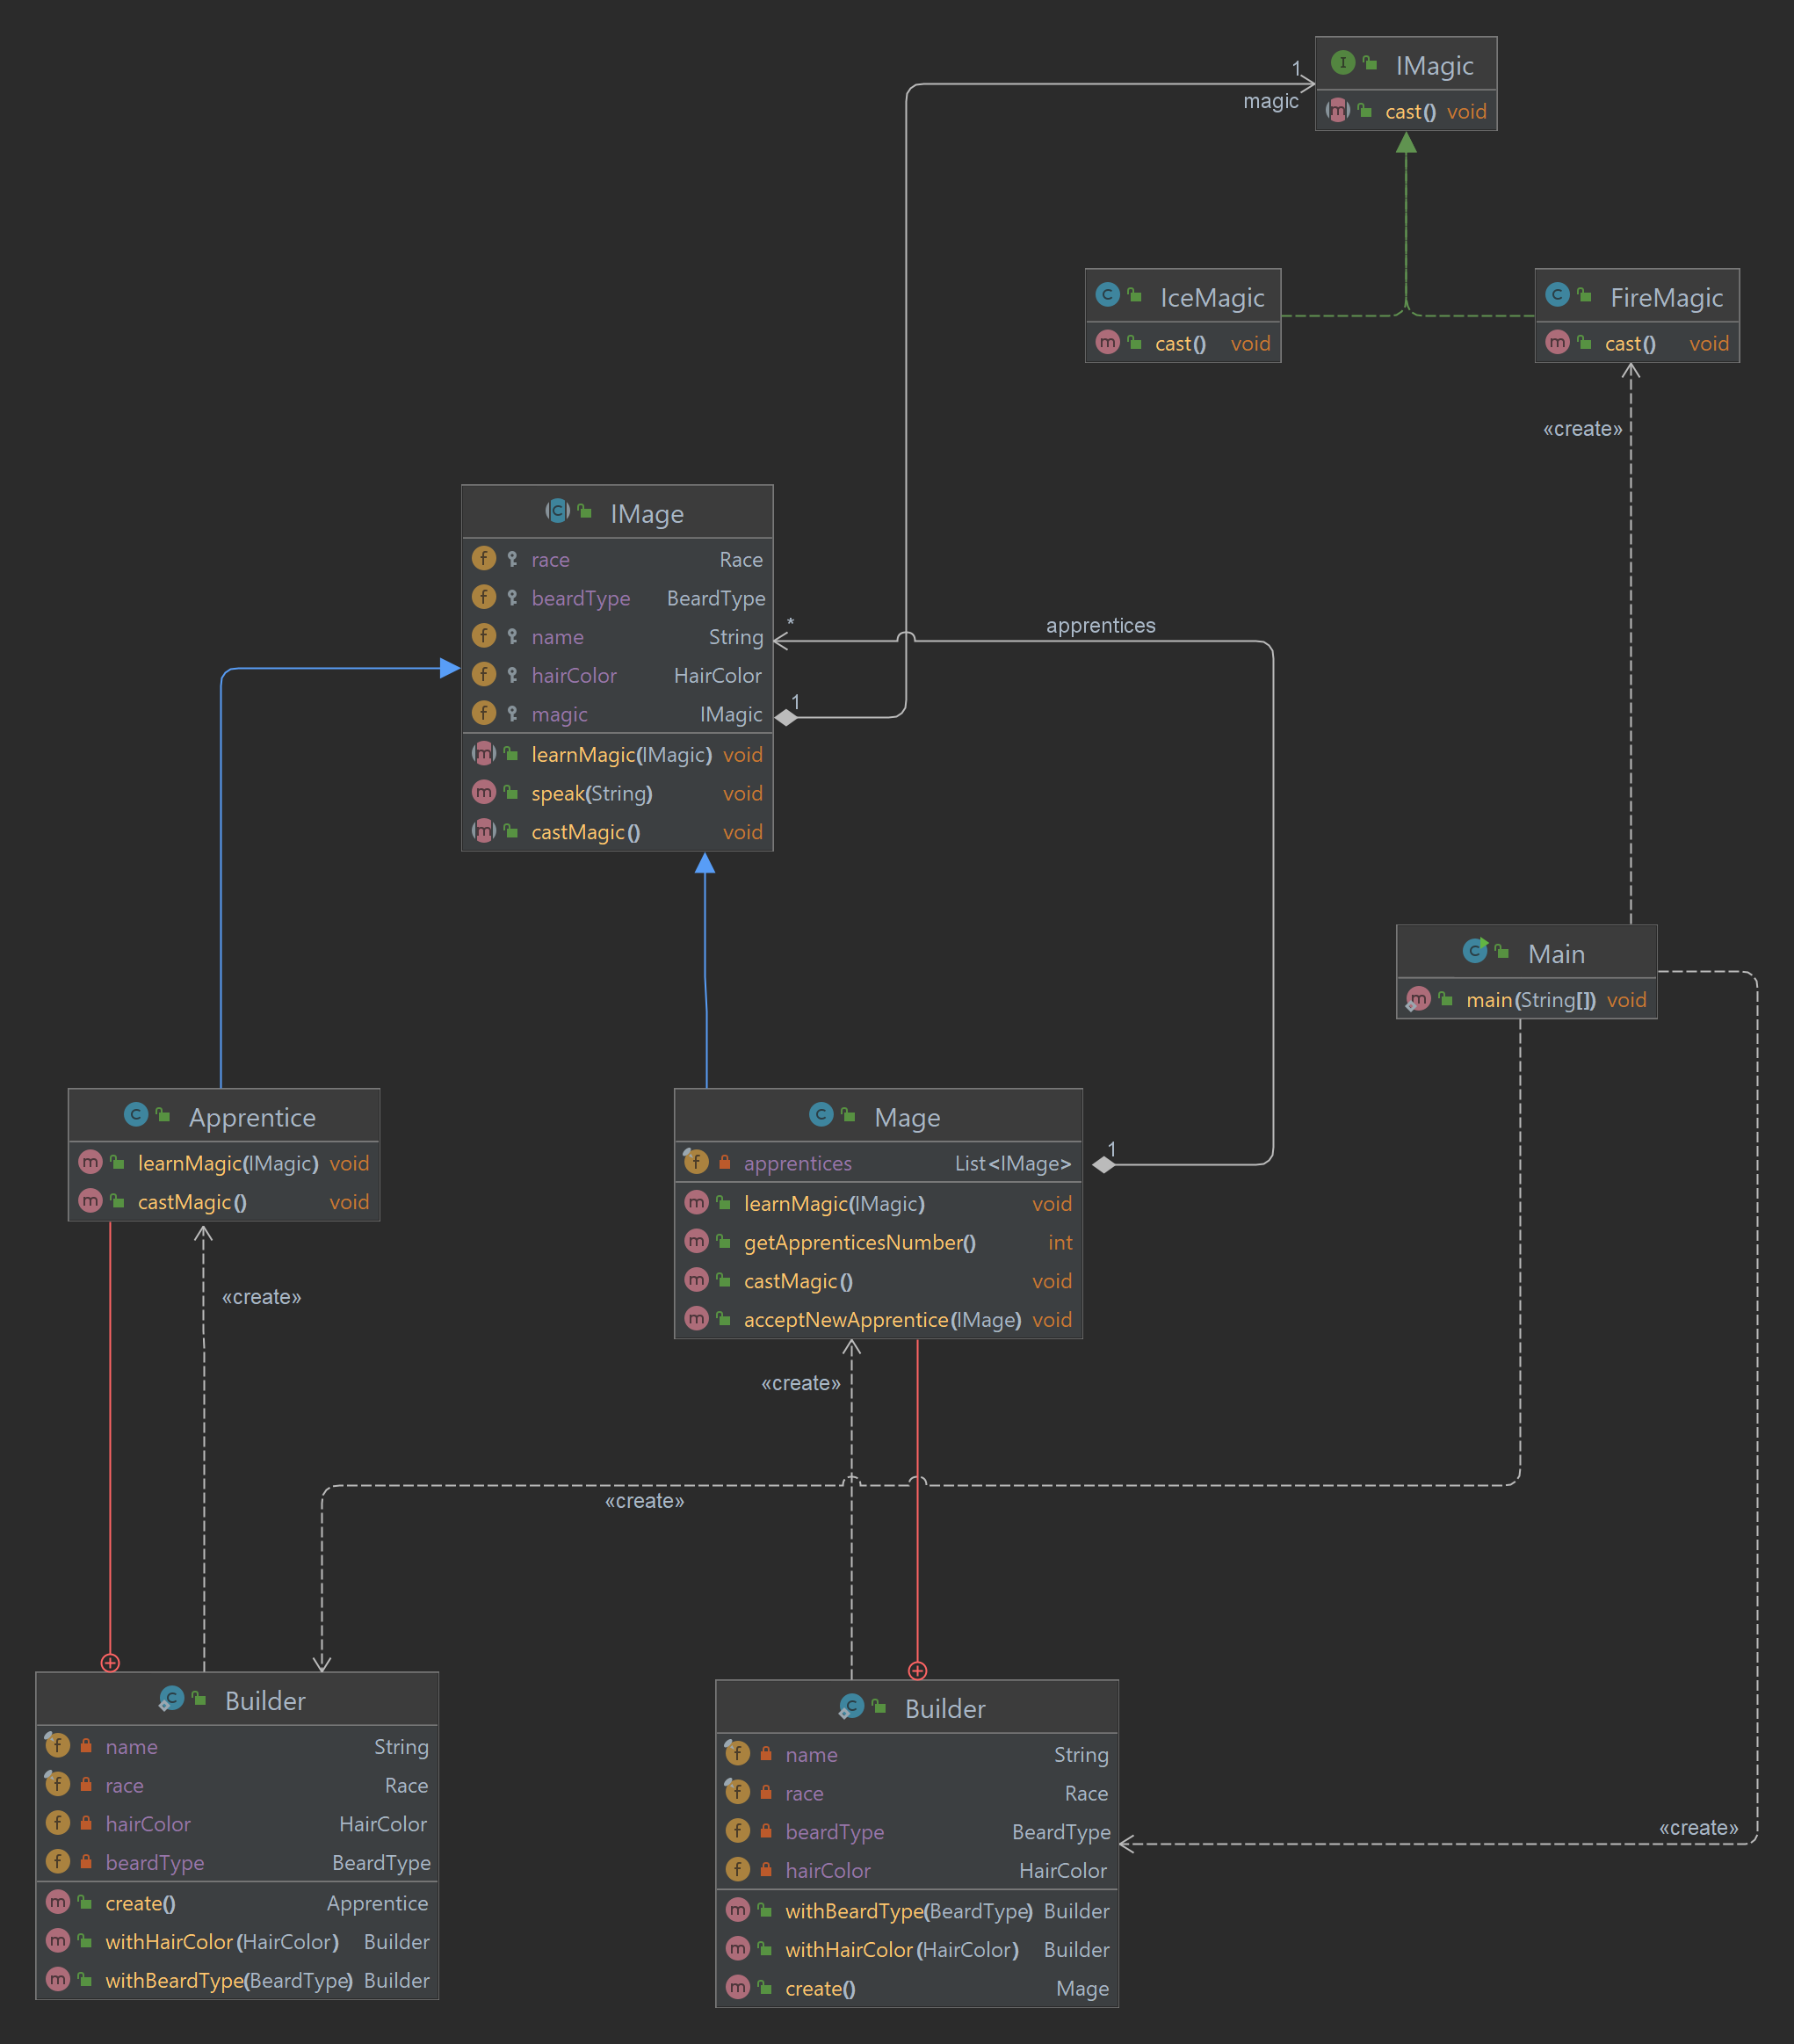 IMagic
cast() void
1
magic
IceMagic
cast() void
FireMagic
cast() void
«create»
IMage
race Race
beardType BeardType
name String
hairColor HairColor
magic IMagic
learnMagic(IMagic) void
speak(String) void
castMagic() void
*
apprentices
1
Main
main(String[]) void
Apprentice
learnMagic(IMagic) void
castMagic() void
«create»
Mage
apprentices List<IMage>
learnMagic(IMagic) void
getApprenticesNumber() int
castMagic() void
acceptNewApprentice(IMage) void
1
«create»
«create»
Builder
name String
race Race
hairColor HairColor
beardType BeardType
create() Apprentice
withHairColor(HairColor) Builder
withBeardType(BeardType) Builder
Builder
name String
race Race
beardType BeardType
hairColor HairColor
withBeardType(BeardType) Builder
withHairColor(HairColor) Builder
create() Mage
«create»